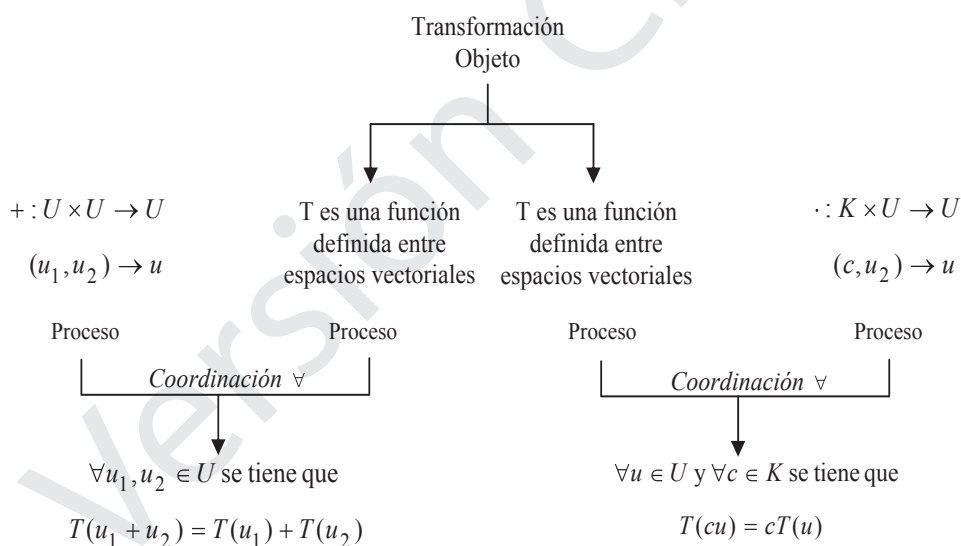 Transformación
Objeto
+ : U × U → U
(u₁, u₂) → u
T es una función
definida entre
espacios vectoriales
T es una función
definida entre
espacios vectoriales
· : K × U → U
(c, u₂) → u
Proceso
Proceso
Proceso
Proceso
Coordinación ∀
Coordinación ∀
∀u₁, u₂ ∈ U se tiene que
T(u₁ + u₂) = T(u₁) + T(u₂)
∀u ∈ U y ∀c ∈ K se tiene que
T(cu) = cT(u)
Versión C